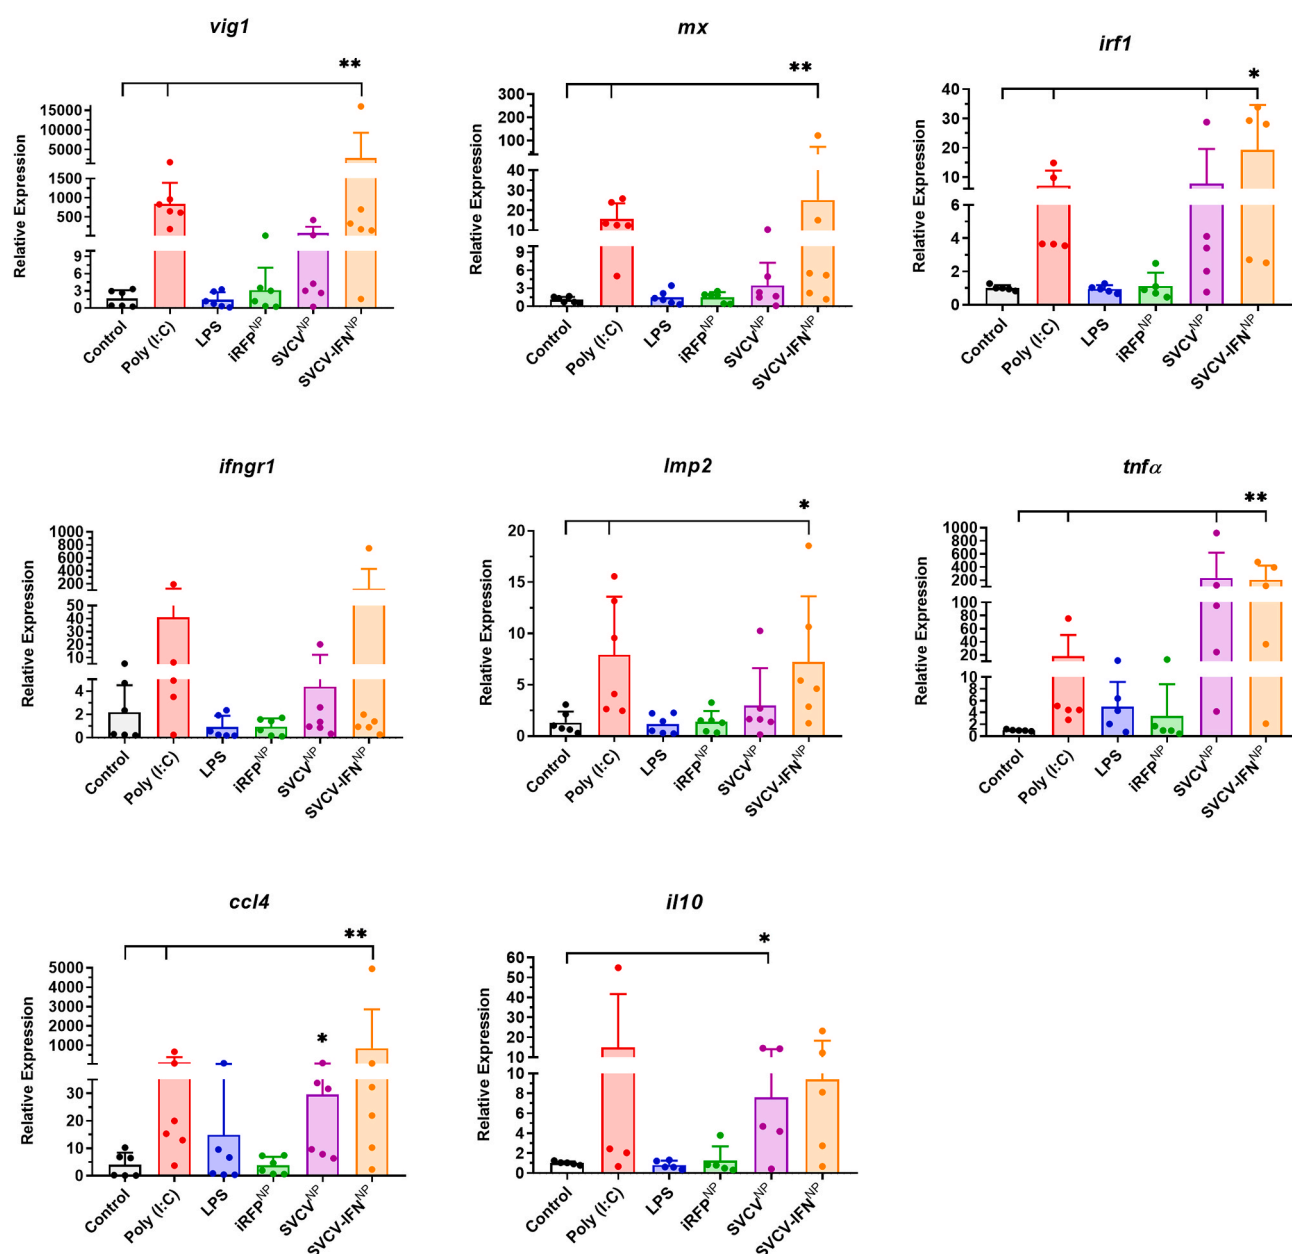 vig1
**
Relative Expression
15000
10000
5000
1500
1000
500
9
6
3
0
Control
Poly (I:C)
LPS
iRFP^NP
SVCV^NP
SVCV-IFN^NP
mx
**
Relative Expression
300
200
100
40
30
20
10
9
6
3
0
Control
Poly (I:C)
LPS
iRFP^NP
SVCV^NP
SVCV-IFN^NP
irf1
*
Relative Expression
40
30
20
10
6
4
2
0
Control
Poly (I:C)
LPS
iRFP^NP
SVCV^NP
SVCV-IFN^NP
ifngr1
Relative Expression
1000
800
600
400
200
50
40
30
20
10
4
2
0
Control
Poly (I:C)
LPS
iRFP^NP
SVCV^NP
SVCV-IFN^NP
lmp2
*
Relative Expression
20
15
10
5
0
Control
Poly (I:C)
LPS
iRFP^NP
SVCV^NP
SVCV-IFN^NP
tnfα
**
Relative Expression
1000
800
600
400
200
100
80
60
40
20
10
8
6
4
2
0
Control
Poly (I:C)
LPS
iRFP^NP
SVCV^NP
SVCV-IFN^NP
ccl4
**
*
Relative Expression
5000
4000
3000
2000
1000
30
20
10
0
Control
Poly (I:C)
LPS
iRFP^NP
SVCV^NP
SVCV-IFN^NP
il10
*
Relative Expression
60
50
40
30
20
10
8
6
4
2
0
Control
Poly (I:C)
LPS
iRFP^NP
SVCV^NP
SVCV-IFN^NP